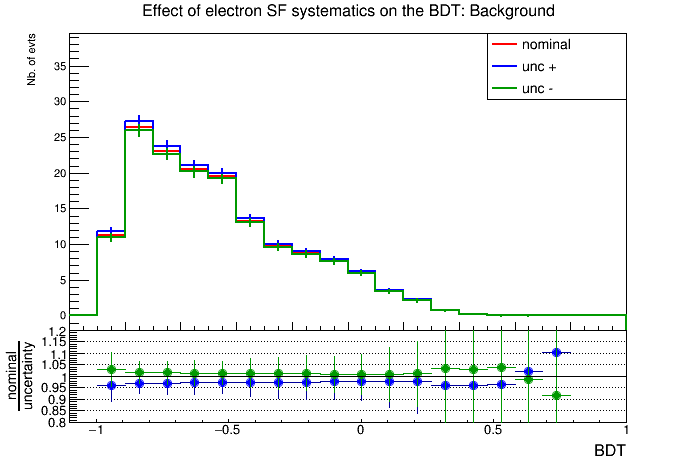 Effect of electron SF systematics on the BDT: Background
Nb. of evts
nominal
unc +
unc -
35
30
25
20
15
10
5
0
nominal
uncertainty
1.2
1.15
1.1
1.05
1
0.95
0.9
0.85
0.8
−1
−0.5
0
0.5
1
BDT